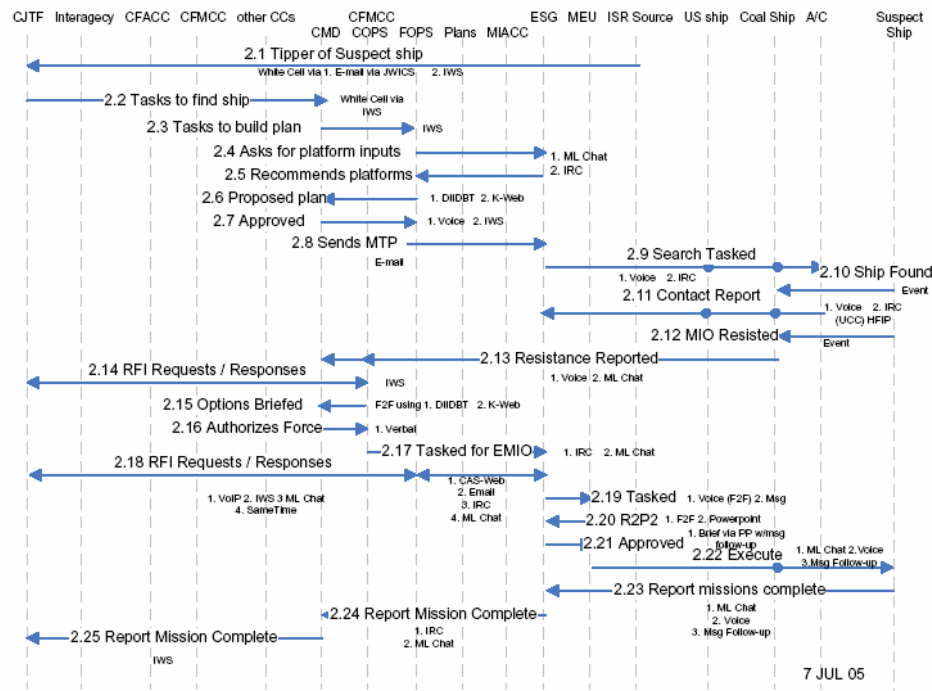 CJTF Interagecy CFACC CFMCC other CCs CFMCC ESG MEU ISR Source US ship Coal Ship A/C Suspect
CMD COPS FOPS Plans MIACC Ship
2.1 Tipper of Suspect ship
White Cell via 1. E-mail via JWICS 2. IWS
2.2 Tasks to find ship
White Cell via
IWS
2.3 Tasks to build plan
IWS
2.4 Asks for platform inputs
1. ML Chat
2. IRC
2.5 Recommends platforms
2.6 Proposed plan
1. DIIDBT 2. K-Web
2.7 Approved
1. Voice 2. IWS
2.8 Sends MTP
E-mail
2.9 Search Tasked
1. Voice 2. IRC
2.10 Ship Found
Event
2.11 Contact Report
1. Voice 2. IRC
(UCC) HFIP
2.12 MIO Resisted
Event
2.13 Resistance Reported
1. Voice 2. ML Chat
2.14 RFI Requests / Responses
IWS
2.15 Options Briefed
F2F using 1. DIIDBT 2. K-Web
2.16 Authorizes Force
1. Verbal
2.17 Tasked for EMIO
1. IRC 2. ML Chat
2.18 RFI Requests / Responses
1. VoIP 2. IWS 3 ML Chat
4. SameTime
1. CAS-Web
2. Email
3. IRC
4. ML Chat
2.19 Tasked
1. Voice (F2F) 2. Msg
2.20 R2P2
1. F2F 2. Powerpoint
2.21 Approved
1. Brief via PP w/msg
follow-up
2.22 Execute
1. ML Chat 2.Voice
3.Msg Follow-up
2.23 Report missions complete
1. ML Chat
2. Voice
3. Msg Follow-up
2.24 Report Mission Complete
1. IRC
2. ML Chat
2.25 Report Mission Complete
IWS
7 JUL 05